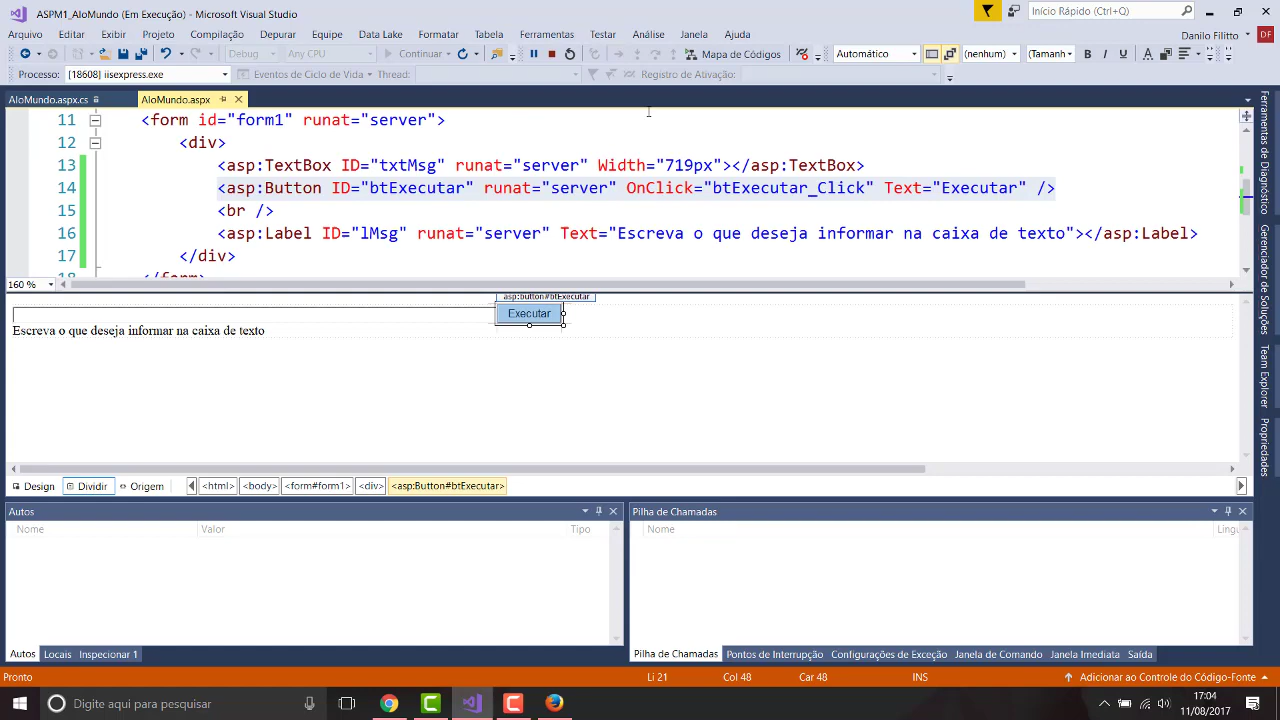 ASPM1_AloMundo (Em Execução) - Microsoft Visual Studio
Início Rápido (Ctrl+Q)
Arquivo Editar Exibir Projeto Compilação Depurar Equipe Data Lake Formatar Tabela Ferramentas Testar Análise Janela Ajuda Danilo Filitto DF
Debug Any CPU Continuar Mapa de Códigos Automático (nenhum) (Tamanh B I U A
Processo: [18608] iisexpress.exe Eventos de Ciclo de Vida Thread: Registro de Ativação:
AloMundo.aspx.cs AloMundo.aspx
11 <form id="form1" runat="server">
12 <div>
13 <asp:TextBox ID="txtMsg" runat="server" Width="719px"></asp:TextBox>
14 <asp:Button ID="btExecutar" runat="server" OnClick="btExecutar_Click" Text="Executar" />
15 <br />
16 <asp:Label ID="lMsg" runat="server" Text="Escreva o que deseja informar na caixa de texto"></asp:Label>
17 </div>
18 </form>
160 %
asp:button#btExecutar
Executar
Escreva o que deseja informar na caixa de texto
Design Dividir Origem <html> <body> <form#form1> <div> <asp:Button#btExecutar>
Autos
Nome Valor Tipo
Pilha de Chamadas
Nome Lingu
Autos Locais Inspecionar 1
Pilha de Chamadas Pontos de Interrupção Configurações de Exceção Janela de Comando Janela Imediata Saída
Ferramentas de Diagnóstico
Gerenciador de Soluções
Team Explorer
Propriedades
Pronto Li 21 Col 48 Car 48 INS Adicionar ao Controle do Código-Fonte
Digite aqui para pesquisar
17:04
11/08/2017